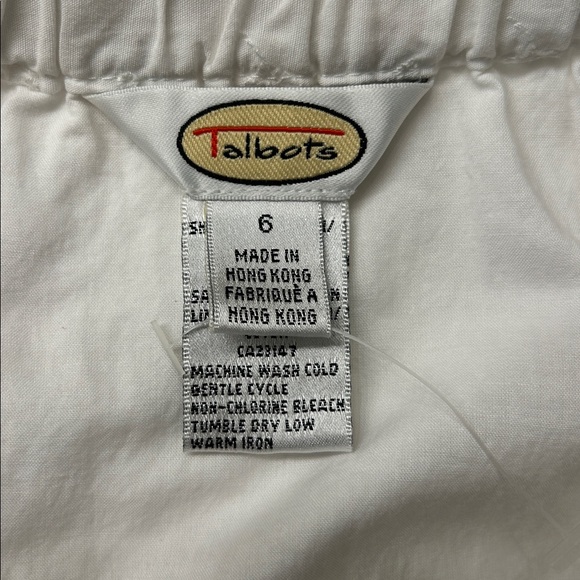 Talbots
6
MADE IN
HONG KONG
FABRIQUÈ A
HONG KONG
CA23147
MACHINE WASH COLD
GENTLE CYCLE
NON-CHLORINE BLEACH
TUMBLE DRY LOW
WARM IRON